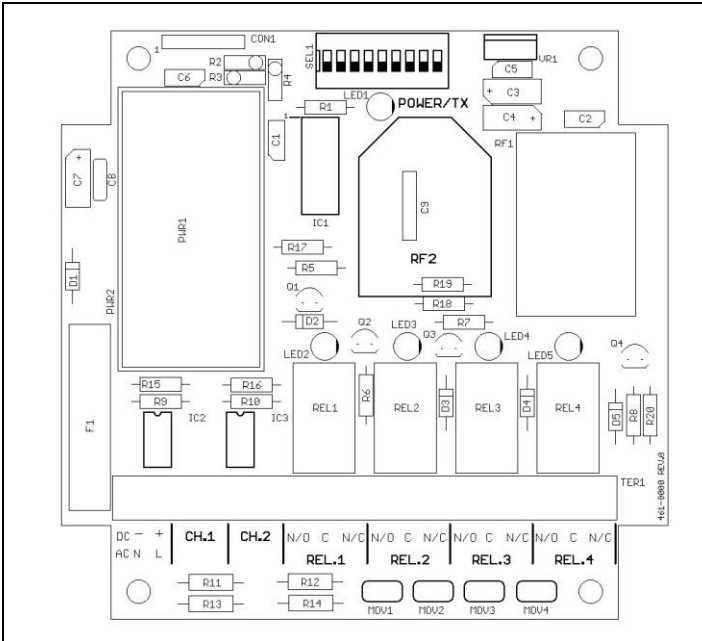 1 CON1
SEL1
VR1
R2
R3
R4
C6
C5
C3
+
LED1
POWER/TX
R1
C4 +
C2
RF1
1
C1
IC1
+
C7
C8
PWR1
PWR2
C9
RF2
R17
R5
R19
R18
D1
Q1
D2
Q2
LED3
Q3
R7
LED4
Q4
LED2
LED5
R15
R16
R9
R10
IC2
IC3
F1
REL1
R6
REL2
D3
REL3
D4
REL4
D5
R8
R20
TER1
461-0000 REV.0
DC - +
AC N L
CH.1
CH.2
N/O C N/C
REL.1
N/O C N/C
REL.2
N/O C N/C
REL.3
N/O C N/C
REL.4
R11
R12
R13
R14
MOV1
MOV2
MOV3
MOV4